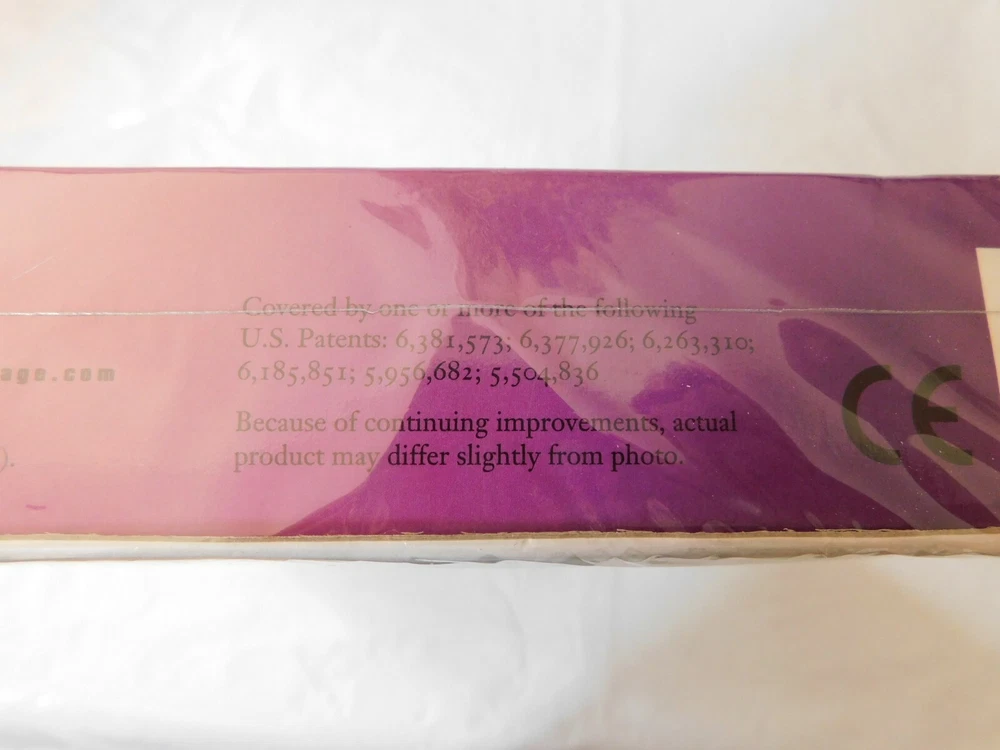 Covered by one or more of the following
U.S. Patents: 6,381,573; 6,377,926; 6,263,310;
6,185,851; 5,956,682; 5,504,836
age.com
Because of continuing improvements, actual
product may differ slightly from photo.
).
CE